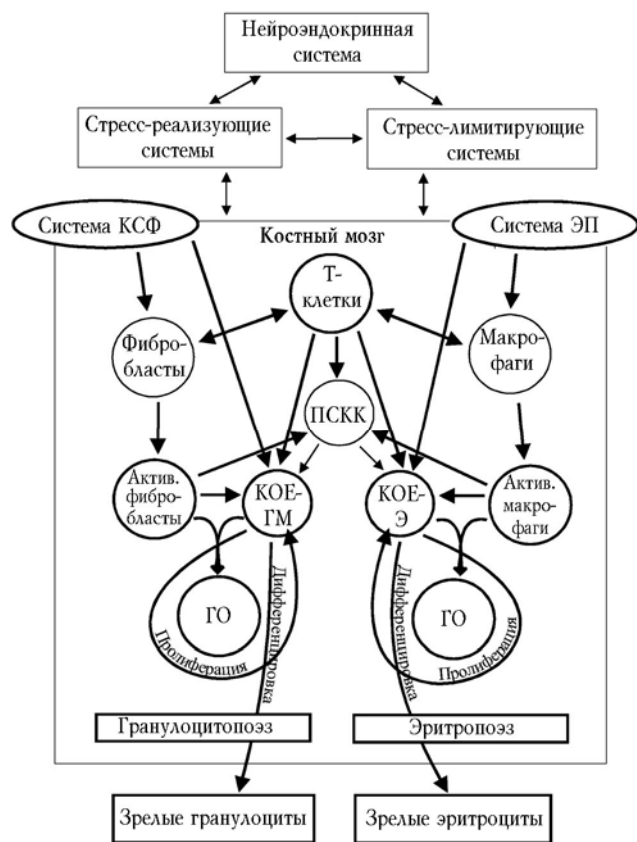 Нейроэндокринная
система
Стресс-реализующие
системы
Стресс-лимитирующие
системы
Система КСФ
Система ЭП
Костный мозг
Т-
клетки
Фибро-
бласты
Макро-
фаги
ПСКК
Актив.
фибро-
бласты
КОЕ-
ГМ
КОЕ-
Э
Актив.
макро-
фаги
ГО
ГО
Пролиферация
Дифференцировка
Дифференцировка
Пролиферация
Гранулоцитопоэз
Эритропоэз
Зрелые гранулоциты
Зрелые эритроциты